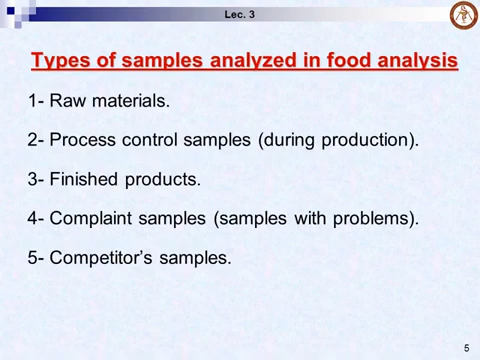 Lec. 3
Types of samples analyzed in food analysis
1- Raw materials.
2- Process control samples (during production).
3- Finished products.
4- Complaint samples (samples with problems).
5- Competitor’s samples.
5